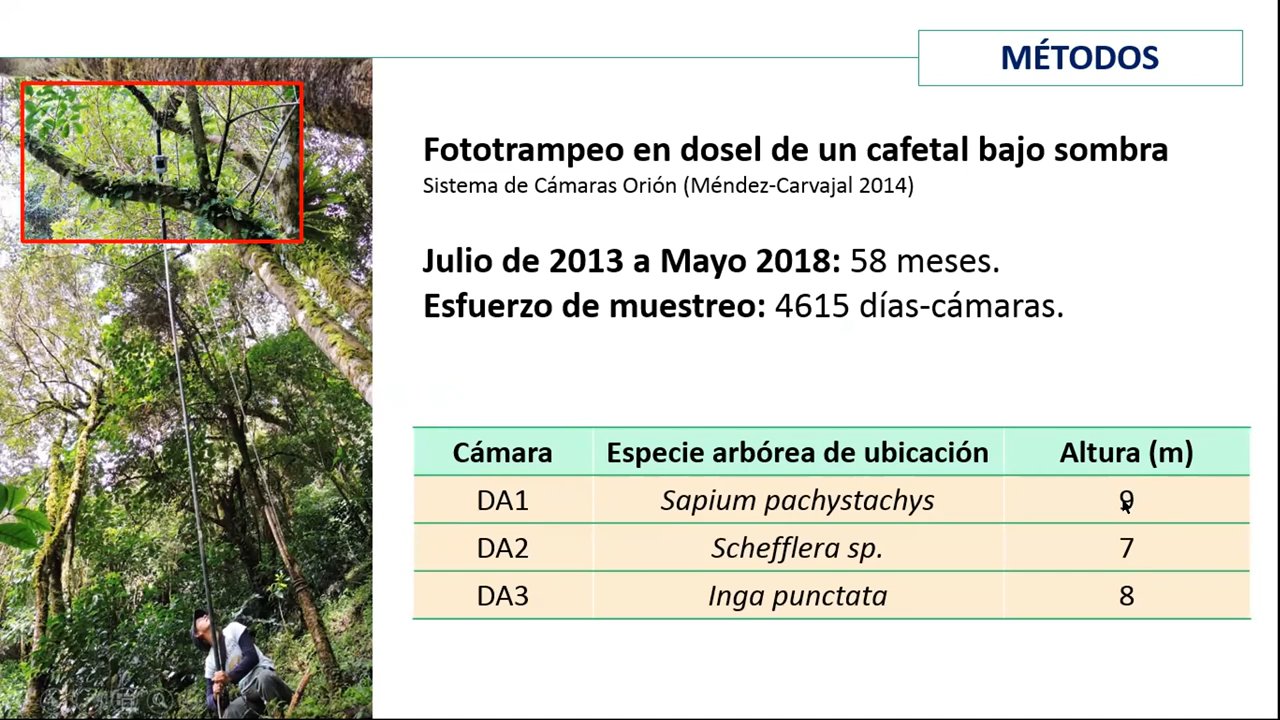 MÉTODOS
Fototrampeo en dosel de un cafetal bajo sombra
Sistema de Cámaras Orión (Méndez-Carvajal 2014)
Julio de 2013 a Mayo 2018: 58 meses.
Esfuerzo de muestreo: 4615 días-cámaras.
Cámara Especie arbórea de ubicación Altura (m)
DA1 Sapium pachystachys 9
DA2 Schefflera sp. 7
DA3 Inga punctata 8